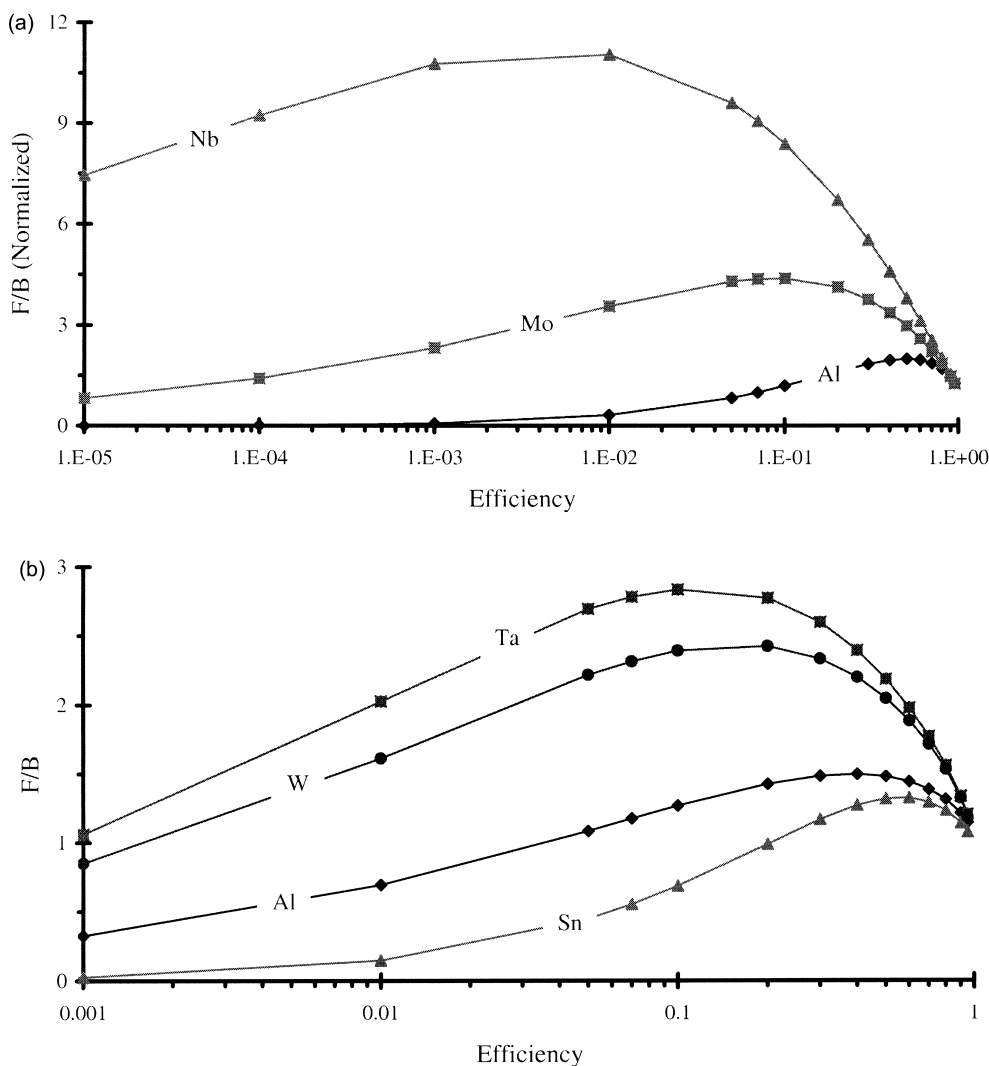 (a)
12
9
6
3
0
F/B (Normalized)
Nb
Mo
Al
1.E-05 1.E-04 1.E-03 1.E-02 1.E-01 1.E+00
Efficiency
(b)
3
2
1
0
F/B
Ta
W
Al
Sn
0.001 0.01 0.1 1
Efficiency